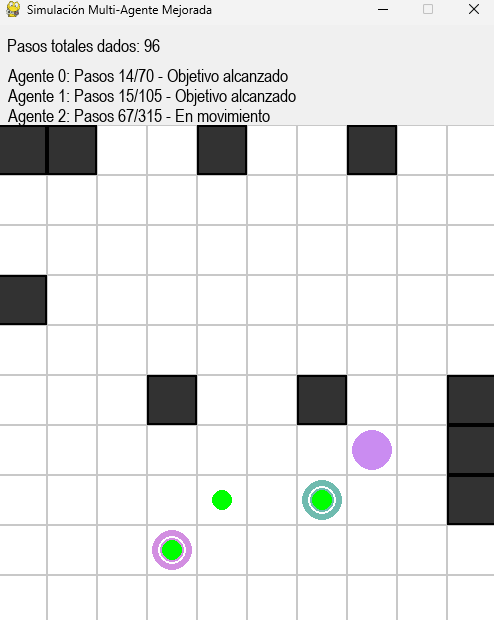 Simulación Multi-Agente Mejorada
Pasos totales dados: 96
Agente 0: Pasos 14/70 - Objetivo alcanzado
Agente 1: Pasos 15/105 - Objetivo alcanzado
Agente 2: Pasos 67/315 - En movimiento